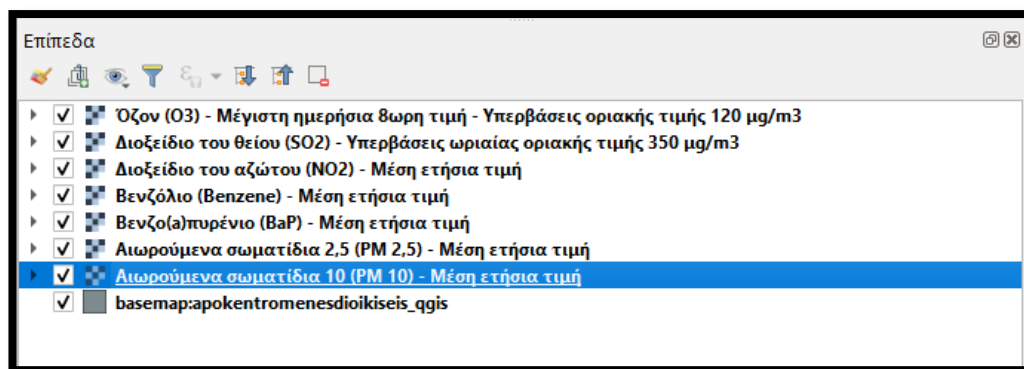 Επίπεδα
Όζον (O3) - Μέγιστη ημερήσια 8ωρη τιμή - Υπερβάσεις οριακής τιμής 120 μg/m3
Διοξείδιο του θείου (SO2) - Υπερβάσεις ωριαίας οριακής τιμής 350 μg/m3
Διοξείδιο του αζώτου (NO2) - Μέση ετήσια τιμή
Βενζόλιο (Benzene) - Μέση ετήσια τιμή
Βενζο(a)πυρένιο (BaP) - Μέση ετήσια τιμή
Αιωρούμενα σωματίδια 2,5 (PM 2,5) - Μέση ετήσια τιμή
Αιωρούμενα σωματίδια 10 (PM 10) - Μέση ετήσια τιμή
basemap:apokentromenesdioikiseis_qgis